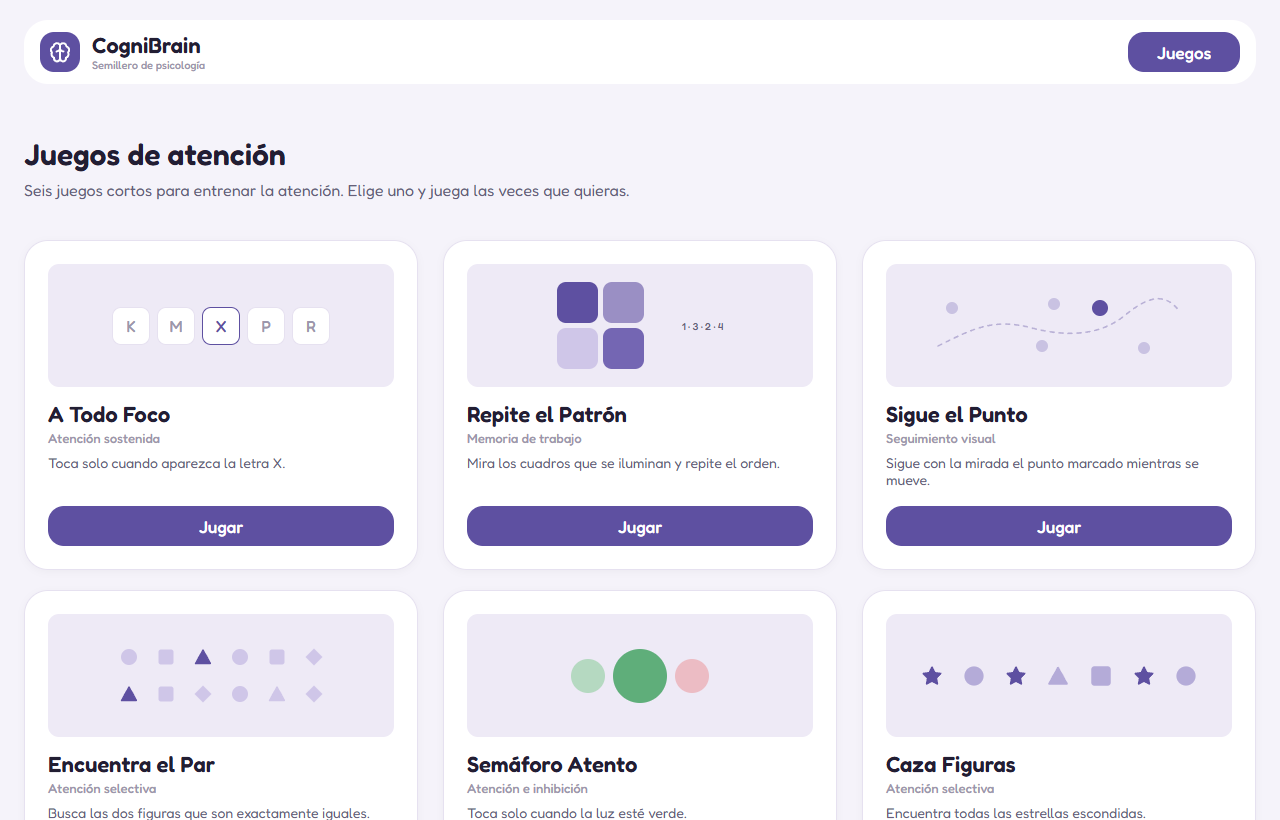 CogniBrain
Semillero de psicología
Juegos
Juegos de atención
Seis juegos cortos para entrenar la atención. Elige uno y juega las veces que quieras.
K M X P R
A Todo Foco
Atención sostenida
Toca solo cuando aparezca la letra X.
Jugar
1 · 3 · 2 · 4
Repite el Patrón
Memoria de trabajo
Mira los cuadros que se iluminan y repite el orden.
Jugar
Sigue el Punto
Seguimiento visual
Sigue con la mirada el punto marcado mientras se
mueve.
Jugar
Encuentra el Par
Atención selectiva
Busca las dos figuras que son exactamente iguales.
Semáforo Atento
Atención e inhibición
Toca solo cuando la luz esté verde.
Caza Figuras
Atención selectiva
Encuentra todas las estrellas escondidas.